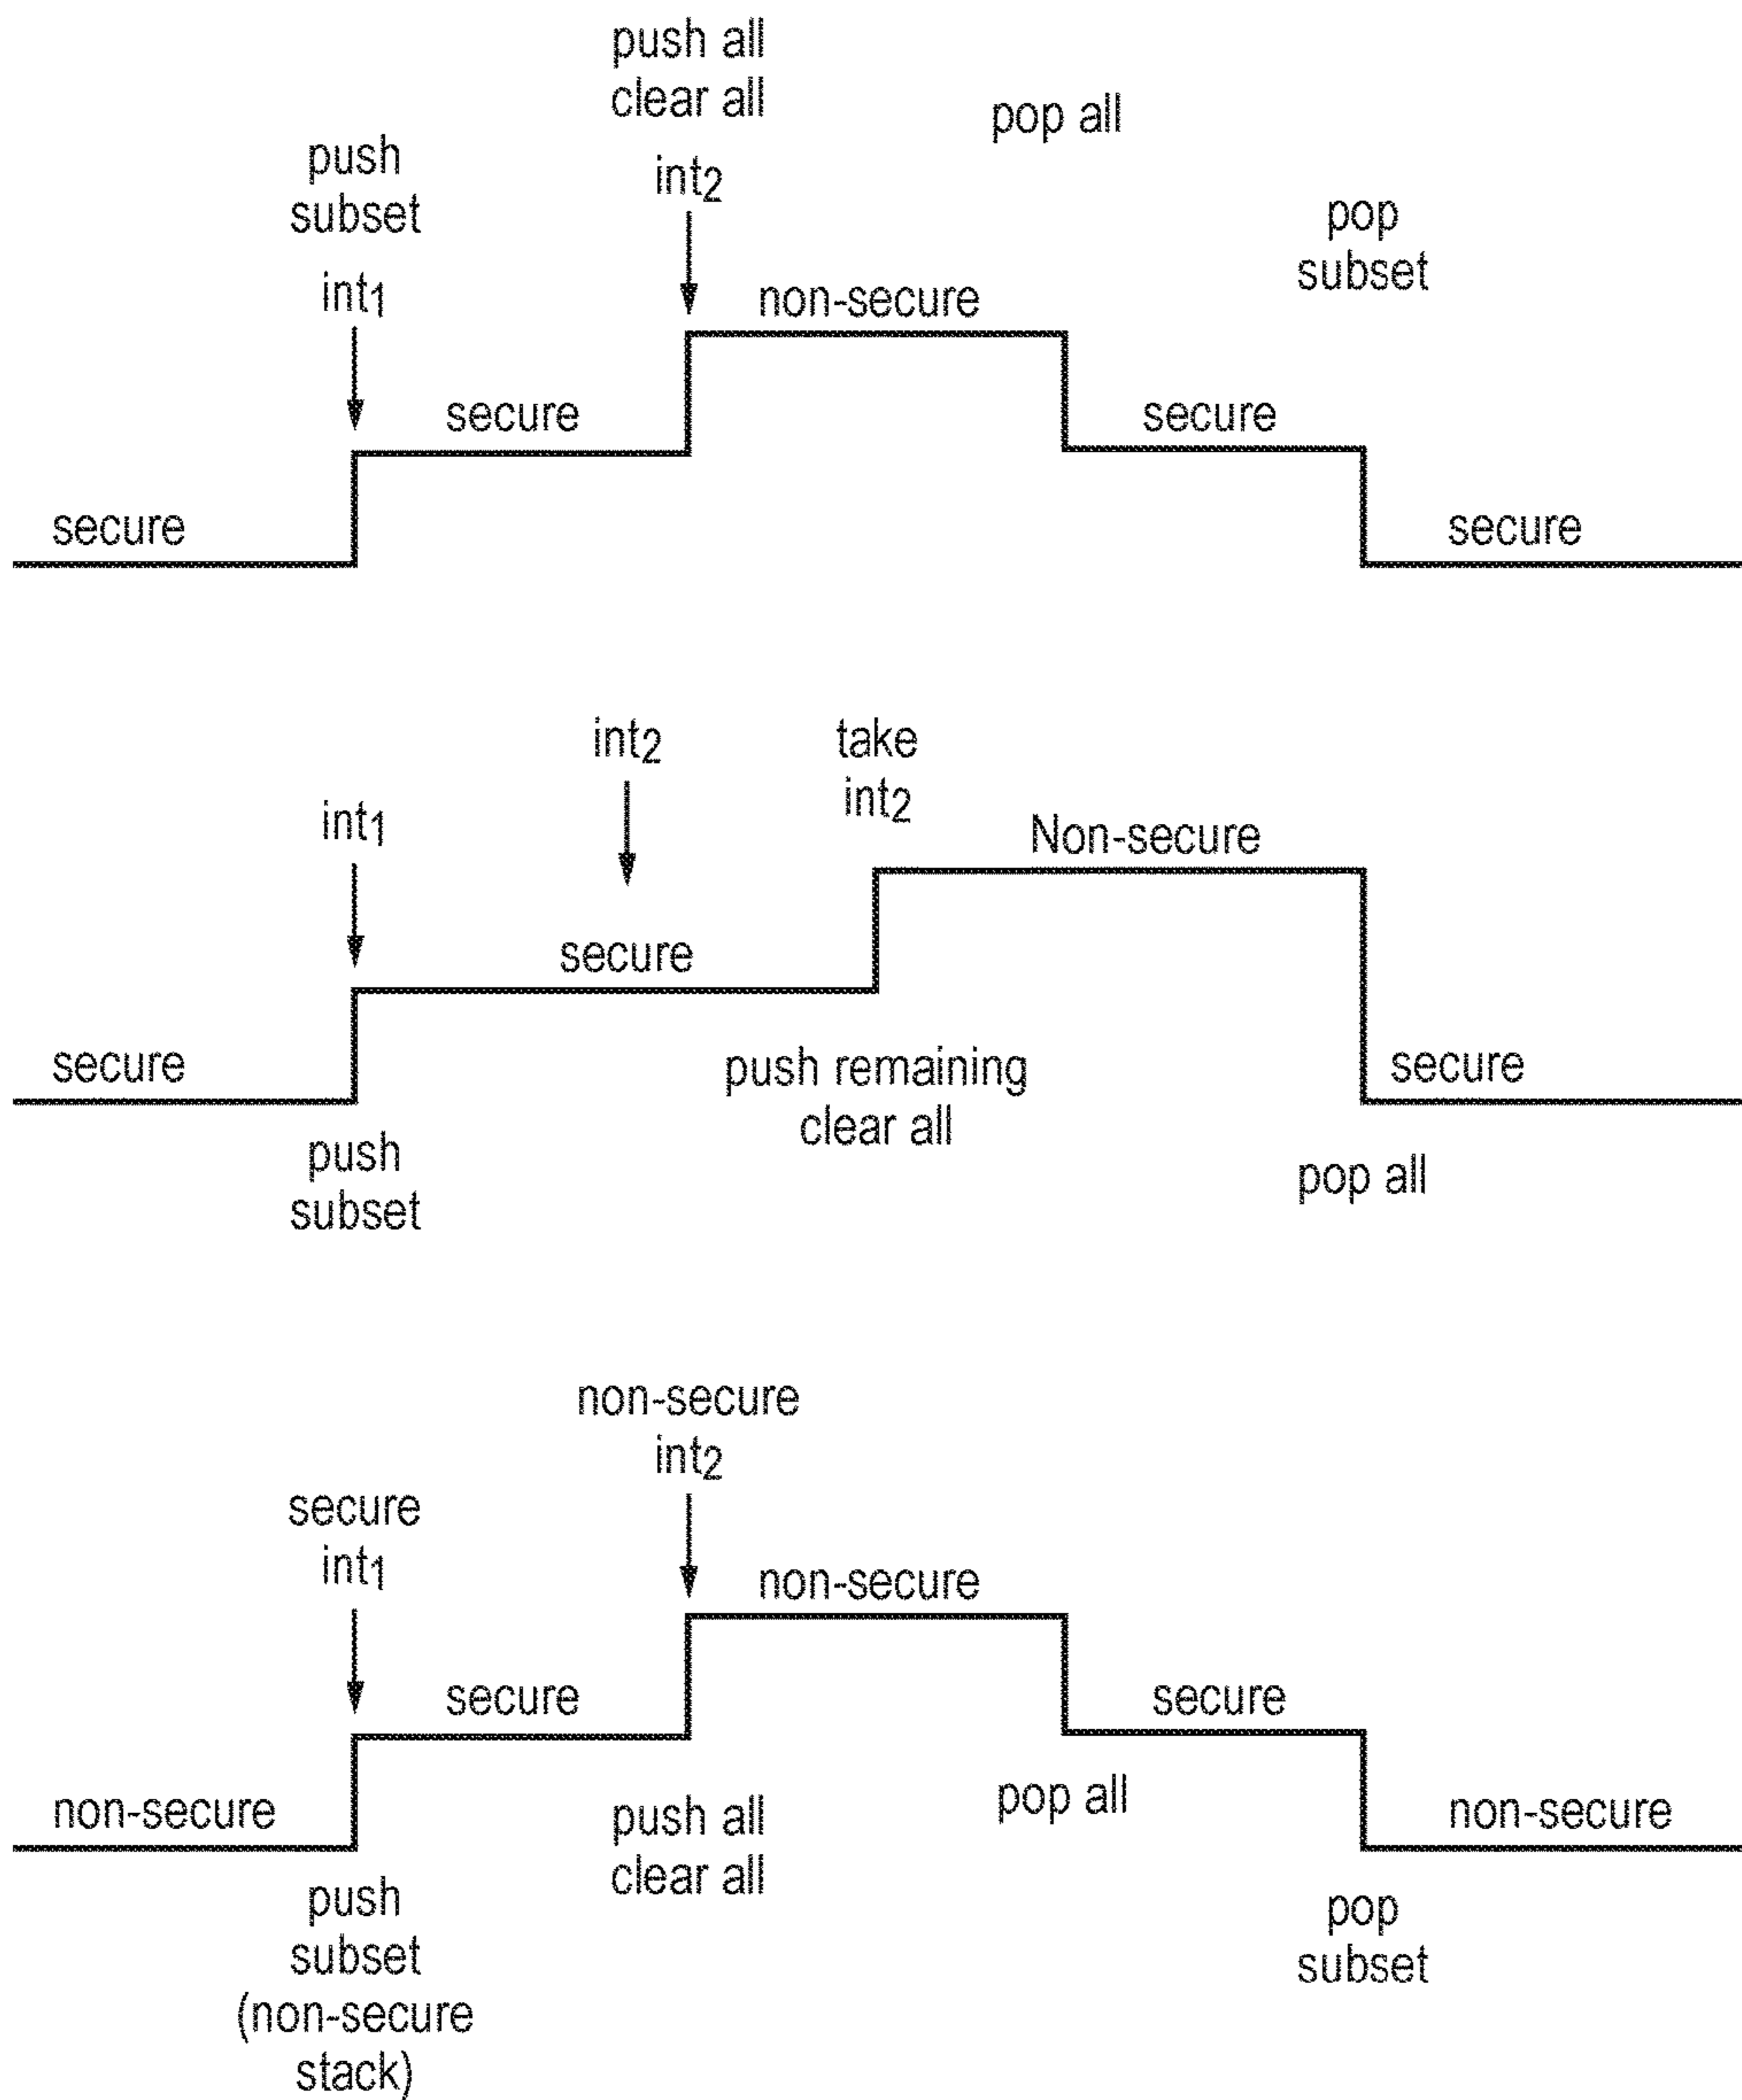 push all
clear all
pop all
push
subset
int2
pop
subset
int1
non-secure
secure
secure
secure
secure
int2
take
int2
int1
Non-secure
secure
secure
secure
push remaining
clear all
push
subset
pop all
non-secure
int2
secure
int1
non-secure
secure
secure
non-secure
push all
clear all
pop all
non-secure
push
subset
(non-secure
stack)
pop
subset